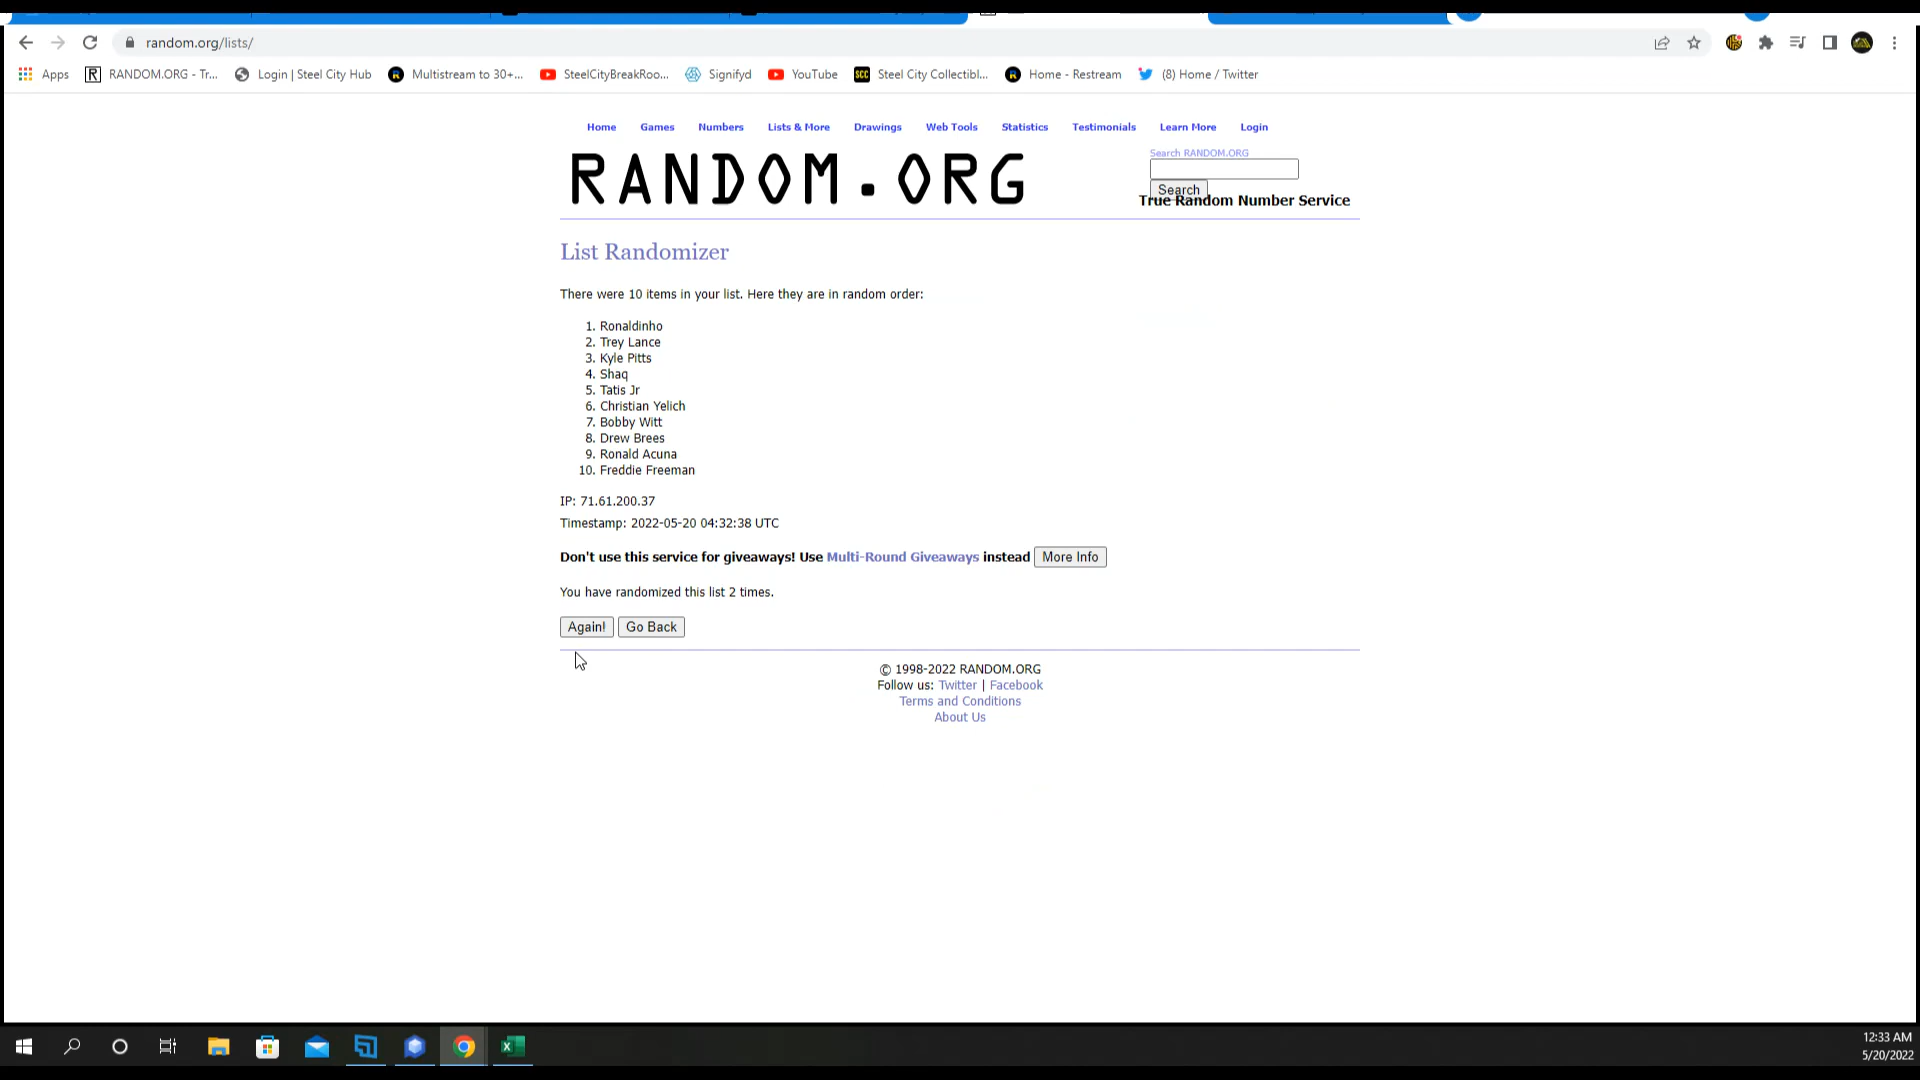 random.org/lists/
Apps RANDOM.ORG - Tr... Login | Steel City Hub Multistream to 30+... SteelCityBreakRoo... Signifyd YouTube SCC Steel City Collectibl... Home - Restream (8) Home / Twitter
Home Games Numbers Lists & More Drawings Web Tools Statistics Testimonials Learn More Login
RANDOM.ORG
Search RANDOM.ORG
Search
True Random Number Service
List Randomizer
There were 10 items in your list. Here they are in random order:
1. Ronaldinho
2. Trey Lance
3. Kyle Pitts
4. Shaq
5. Tatis Jr
6. Christian Yelich
7. Bobby Witt
8. Drew Brees
9. Ronald Acuna
10. Freddie Freeman
IP: 71.61.200.37
Timestamp: 2022-05-20 04:32:38 UTC
Don't use this service for giveaways! Use Multi-Round Giveaways instead More Info
You have randomized this list 2 times.
Again! Go Back
© 1998-2022 RANDOM.ORG
Follow us: Twitter | Facebook
Terms and Conditions
About Us
12:33 AM
5/20/2022